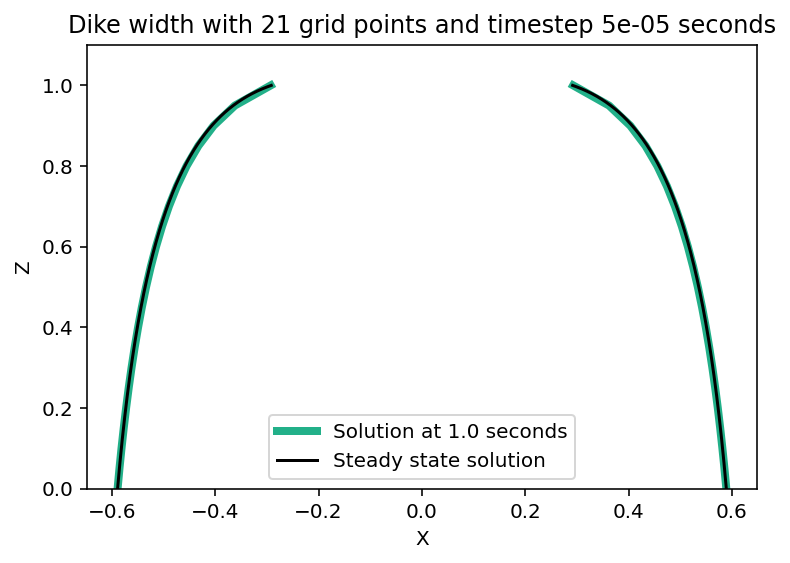 Dike width with 21 grid points and timestep 5e-05 seconds
Z
1.0
0.8
0.6
0.4
0.2
0.0
Solution at 1.0 seconds
Steady state solution
−0.6 −0.4 −0.2 0.0 0.2 0.4 0.6
X